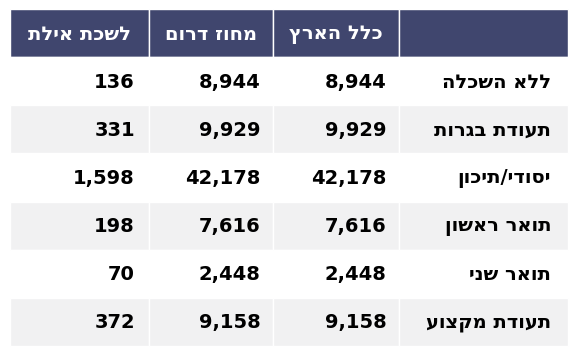 כלל הארץ מחוז דרום לשכת אילת
ללא השכלה 8,944 8,944 136
תעודת בגרות 9,929 9,929 331
יסודי/תיכון 42,178 42,178 1,598
תואר ראשון 7,616 7,616 198
תואר שני 2,448 2,448 70
תעודת מקצוע 9,158 9,158 372